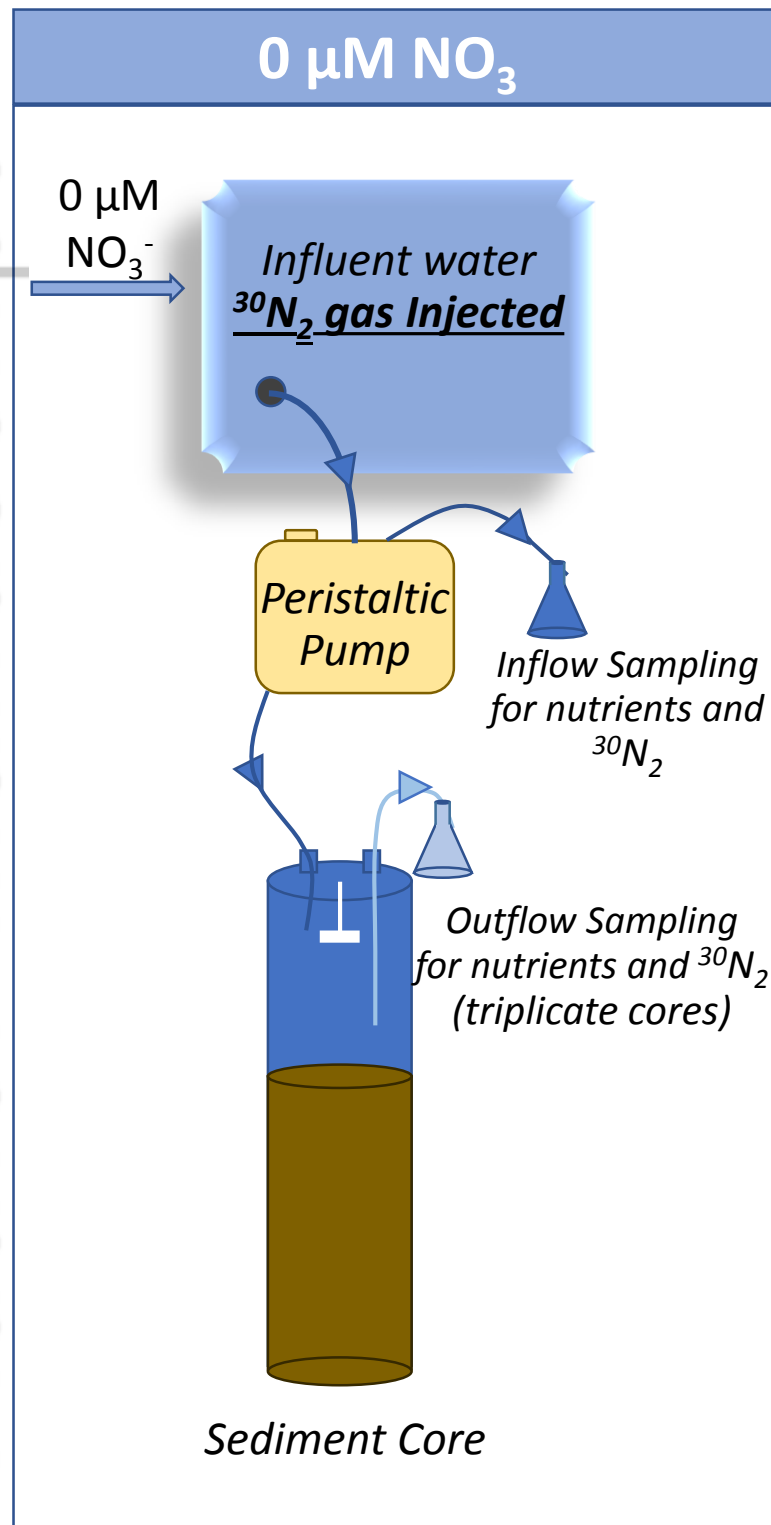 0 µM NO₃
0 µM
NO₃⁻
Influent water
³⁰N₂ gas Injected
Peristaltic
Pump
Inflow Sampling
for nutrients and
³⁰N₂
Outflow Sampling
for nutrients and ³⁰N₂
(triplicate cores)
Sediment Core